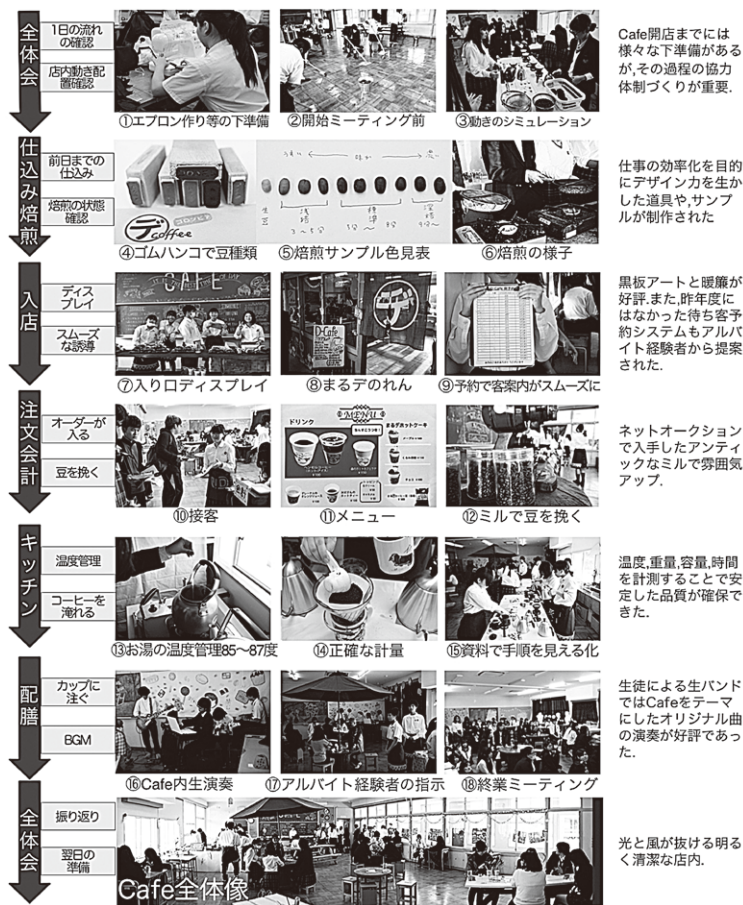 全体会
1日の流れ
の確認
店内動き配
置確認
①エプロン作り等の下準備
②開始ミーティング前
③動きのシミュレーション
Cafe開店までには
様々な下準備がある
が,その過程の協力
体制づくりが重要.
仕込み焙煎
前日までの
仕込み
焙煎の状態
確認
デ
coffee
④ゴムハンコで豆種類
⑤焙煎サンプル色見表
⑥焙煎の様子
仕事の効率化を目的
にデザイン力を生か
した道具や,サンプ
ルが制作された
入店
ディス
プレイ
スムーズ
な誘導
CAFE
D-Cafe
デ
⑦入り口ディスプレイ
⑧まるデのれん
⑨予約で客案内がスムーズに
黒板アートと暖簾が
好評.また,昨年度に
はなかった待ち客予
約システムもアルバ
イト経験者から提案
された.
注文会計
オーダーが
入る
豆を挽く
MENU
ドリンク
まるデホットケーキ
⑩接客
⑪メニュー
⑫ミルで豆を挽く
ネットオークション
で入手したアンティ
ックなミルで雰囲気
アップ.
キッチン
温度管理
コーヒーを
淹れる
⑬お湯の温度管理85〜87度
⑭正確な計量
⑮資料で手順を見える化
温度,重量,容量,時間
を計測することで安
定した品質が確保で
きた.
配膳
カップに
注ぐ
BGM
⑯Cafe内生演奏
⑰アルバイト経験者の指示
⑱終業ミーティング
生徒による生バンド
ではCafeをテーマ
にしたオリジナル曲
の演奏が好評であっ
た.
全体会
振り返り
翌日の
準備
Cafe全体像
光と風が抜ける明る
く清潔な店内.